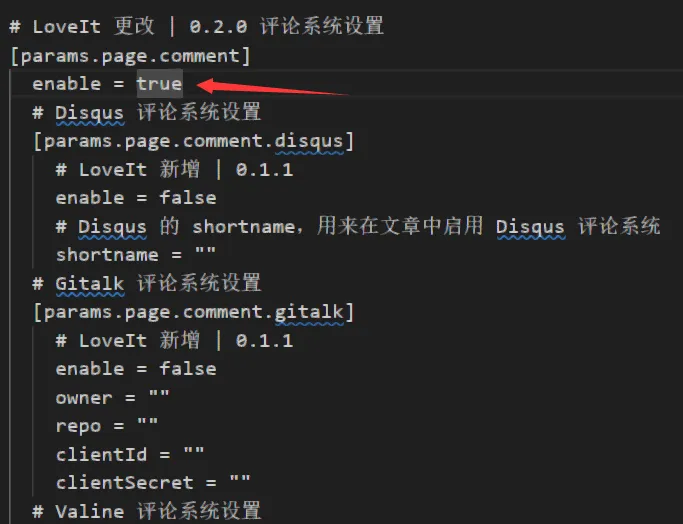 # LoveIt 更改 | 0.2.0 评论系统设置
[params.page.comment]
enable = true
# Disqus 评论系统设置
[params.page.comment.disqus]
# LoveIt 新增 | 0.1.1
enable = false
# Disqus 的 shortname，用来在文章中启用 Disqus 评论系统
shortname = ""
# Gitalk 评论系统设置
[params.page.comment.gitalk]
# LoveIt 新增 | 0.1.1
enable = false
owner = ""
repo = ""
clientId = ""
clientSecret = ""
# Valine 评论系统设置